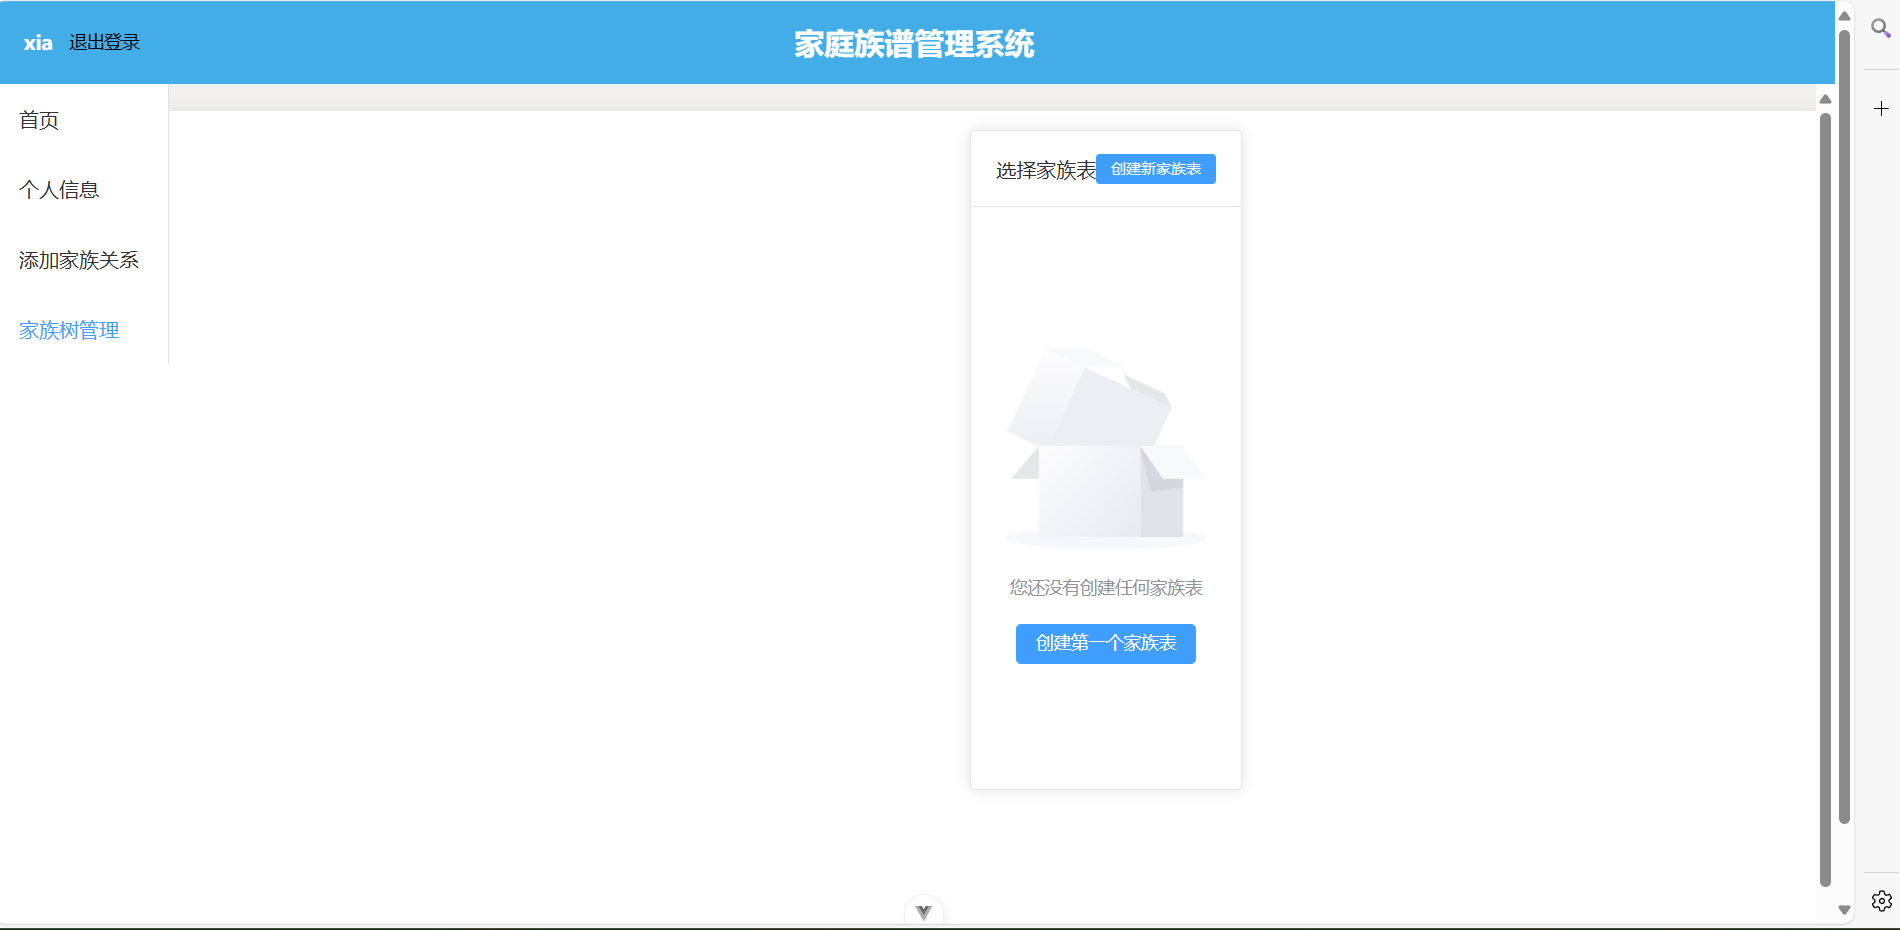 xia 退出登录
家庭族谱管理系统
首页
个人信息
添加家族关系
家族树管理
选择家族表 创建新家族表
您还没有创建任何家族表
创建第一个家族表